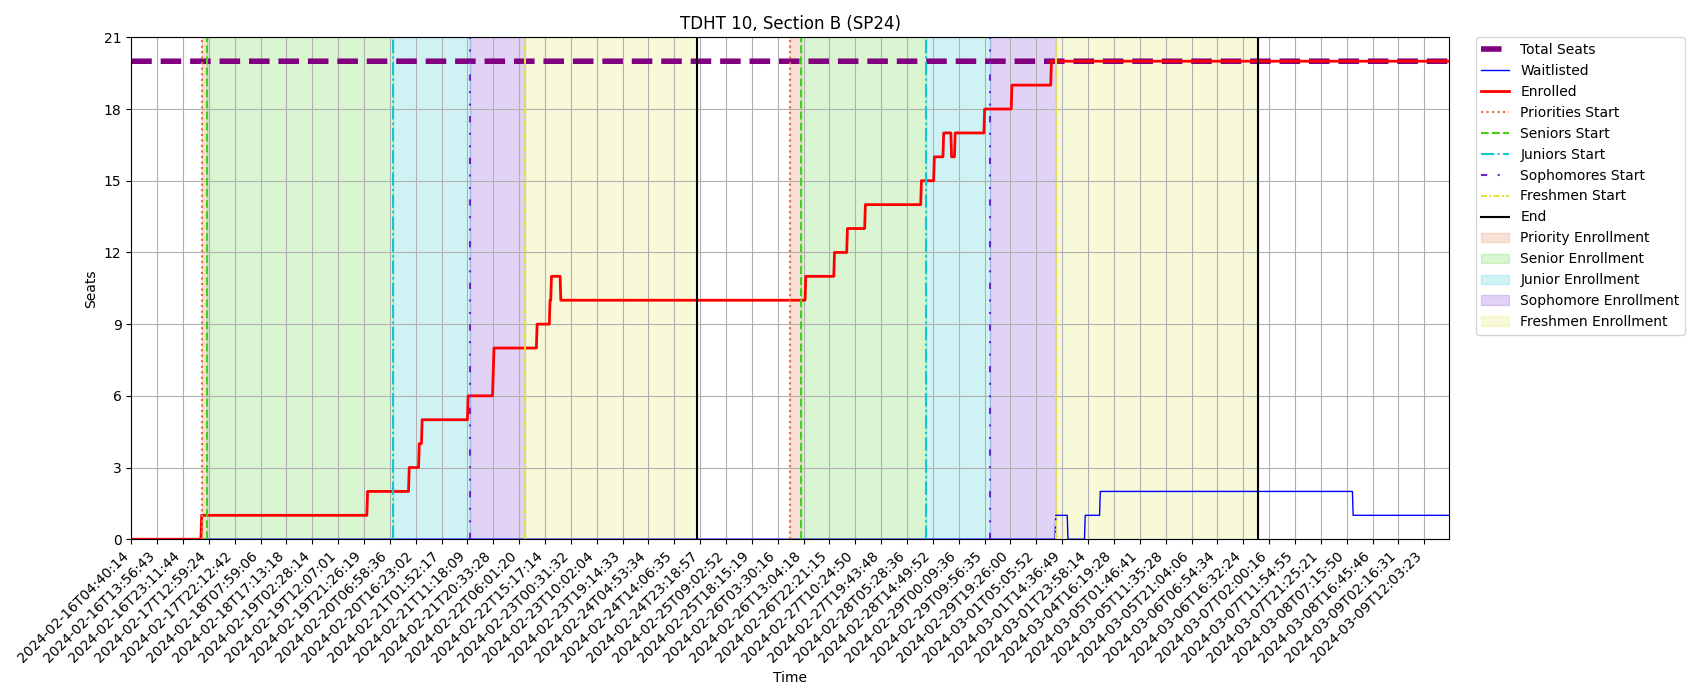 TDHT 10, Section B (SP24)
21
18
15
12
9
6
3
0
Seats
2024-02-16T04:40:14
2024-02-16T13:56:43
2024-02-16T23:11:44
2024-02-17T12:59:24
2024-02-17T22:12:42
2024-02-18T07:59:06
2024-02-18T17:13:18
2024-02-19T02:28:14
2024-02-19T12:07:01
2024-02-19T21:26:19
2024-02-20T06:58:36
2024-02-20T16:23:02
2024-02-21T01:52:17
2024-02-21T11:18:09
2024-02-21T20:33:28
2024-02-22T06:01:20
2024-02-22T15:17:14
2024-02-23T00:31:32
2024-02-23T10:02:04
2024-02-23T19:14:33
2024-02-24T04:53:34
2024-02-24T14:06:35
2024-02-24T23:18:57
2024-02-25T09:02:52
2024-02-25T18:15:19
2024-02-26T03:30:16
2024-02-26T13:04:18
2024-02-26T22:21:15
2024-02-27T10:24:50
2024-02-27T19:43:48
2024-02-28T05:28:36
2024-02-28T14:49:52
2024-02-29T00:09:36
2024-02-29T09:56:35
2024-02-29T19:26:00
2024-03-01T05:05:52
2024-03-01T14:36:49
2024-03-01T23:58:14
2024-03-04T16:19:28
2024-03-05T01:46:41
2024-03-05T11:35:28
2024-03-05T21:04:06
2024-03-06T06:54:34
2024-03-06T16:32:24
2024-03-07T02:00:16
2024-03-07T11:54:55
2024-03-07T21:25:21
2024-03-08T07:15:50
2024-03-08T16:45:46
2024-03-09T02:16:31
2024-03-09T12:03:23
Time
Total Seats
Waitlisted
Enrolled
Priorities Start
Seniors Start
Juniors Start
Sophomores Start
Freshmen Start
End
Priority Enrollment
Senior Enrollment
Junior Enrollment
Sophomore Enrollment
Freshmen Enrollment